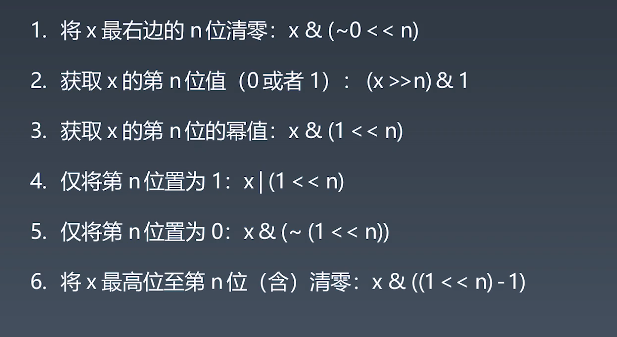 1. 将 x 最右边的 n 位清零：x & (~0 << n)
2. 获取 x 的第 n 位值（0 或者 1）： (x >>n) & 1
3. 获取 x 的第 n 位的幂值：x & (1 << n)
4. 仅将第 n 位置为 1：x | (1 << n)
5. 仅将第 n 位置为 0：x & (~ (1 << n))
6. 将 x 最高位至第 n 位（含）清零：x & ((1 << n) - 1)